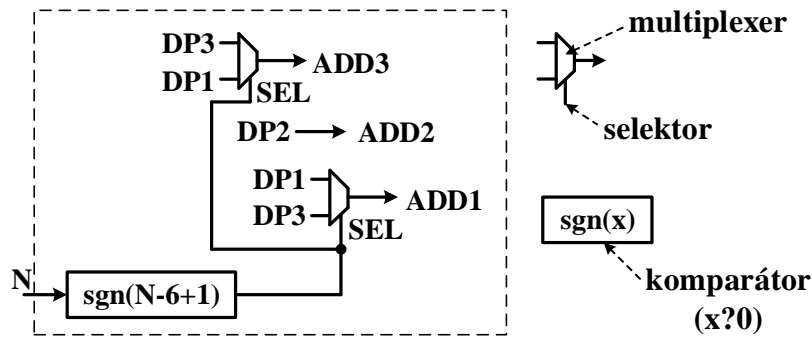 DP3
DP1
ADD3
SEL
DP2
ADD2
DP1
DP3
ADD1
SEL
N
sgn(N-6+1)
multiplexer
selektor
sgn(x)
komparátor
(x?0)